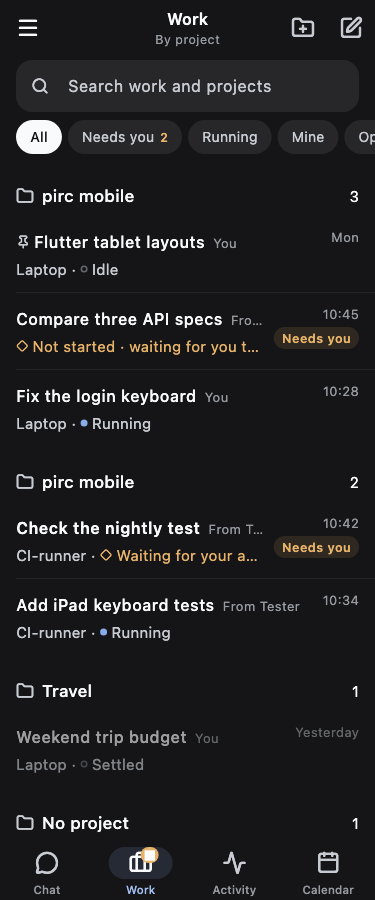 Work
By project
Search work and projects
All
Needs you 2
Running
Mine
Op
pirc mobile 3
Flutter tablet layouts You Mon
Laptop · Idle
Compare three API specs Fro... 10:45
Not started · waiting for you t... Needs you
Fix the login keyboard You 10:28
Laptop · Running
pirc mobile 2
Check the nightly test From T... 10:42
CI-runner · Waiting for your a... Needs you
Add iPad keyboard tests From Tester 10:34
CI-runner · Running
Travel 1
Weekend trip budget You Yesterday
Laptop · Settled
No project 1
Chat
Work
Activity
Calendar